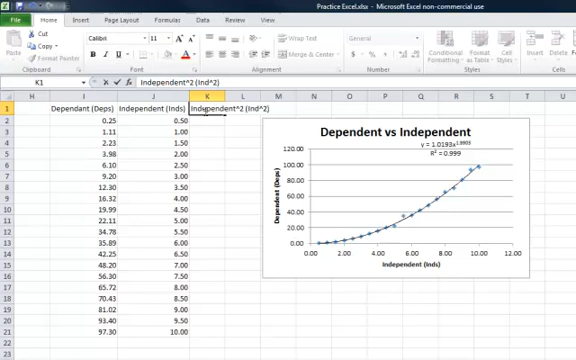 Practice Excel.xlsx - Microsoft Excel non-commercial use
File Home Insert Page Layout Formulas Data Review View
Cut
Copy
Format Painter
Paste
Calibri 11
Wrap Text
Merge & Center
General
Conditional Formatting
Format as Table
Clipboard Font Alignment Number
K1 fx Independent^2 (Ind^2)
H I J K L M N O P Q R S T U
1 Dependant (Deps) Independent (Inds) Independent^2 (Ind^2)
2 0.25 0.50
3 1.11 1.00
4 2.23 1.50
5 3.98 2.00
6 6.10 2.50
7 9.20 3.00
8 12.30 3.50
9 16.32 4.00
10 19.99 4.50
11 22.11 5.00
12 34.78 5.50
13 35.89 6.00
14 42.25 6.50
15 48.20 7.00
16 56.30 7.50
17 65.72 8.00
18 70.43 8.50
19 81.02 9.00
20 93.40 9.50
21 97.30 10.00
22
23
Dependent vs Independent
y = 1.0193x^1.9903
R² = 0.999
120.00
100.00
80.00
60.00
40.00
20.00
0.00
Dependent (Deps)
0.00 2.00 4.00 6.00 8.00 10.00 12.00
Independent (Inds)